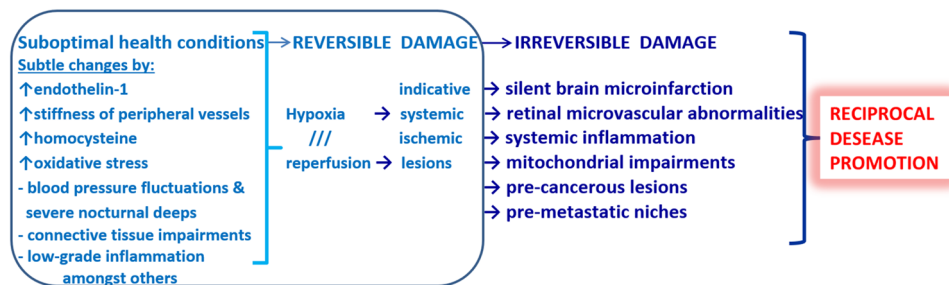 Suboptimal health conditions → REVERSIBLE DAMAGE → IRREVERSIBLE DAMAGE
Subtle changes by:
↑endothelin-1
↑stiffness of peripheral vessels
↑homocysteine
↑oxidative stress
- blood pressure fluctuations &
severe nocturnal deeps
- connective tissue impairments
- low-grade inflammation
amongst others
Hypoxia →
///
reperfusion →
indicative
systemic
ischemic
lesions
→ silent brain microinfarction
→ retinal microvascular abnormalities
→ systemic inflammation
→ mitochondrial impairments
→ pre-cancerous lesions
→ pre-metastatic niches
RECIPROCAL
DESEASE
PROMOTION